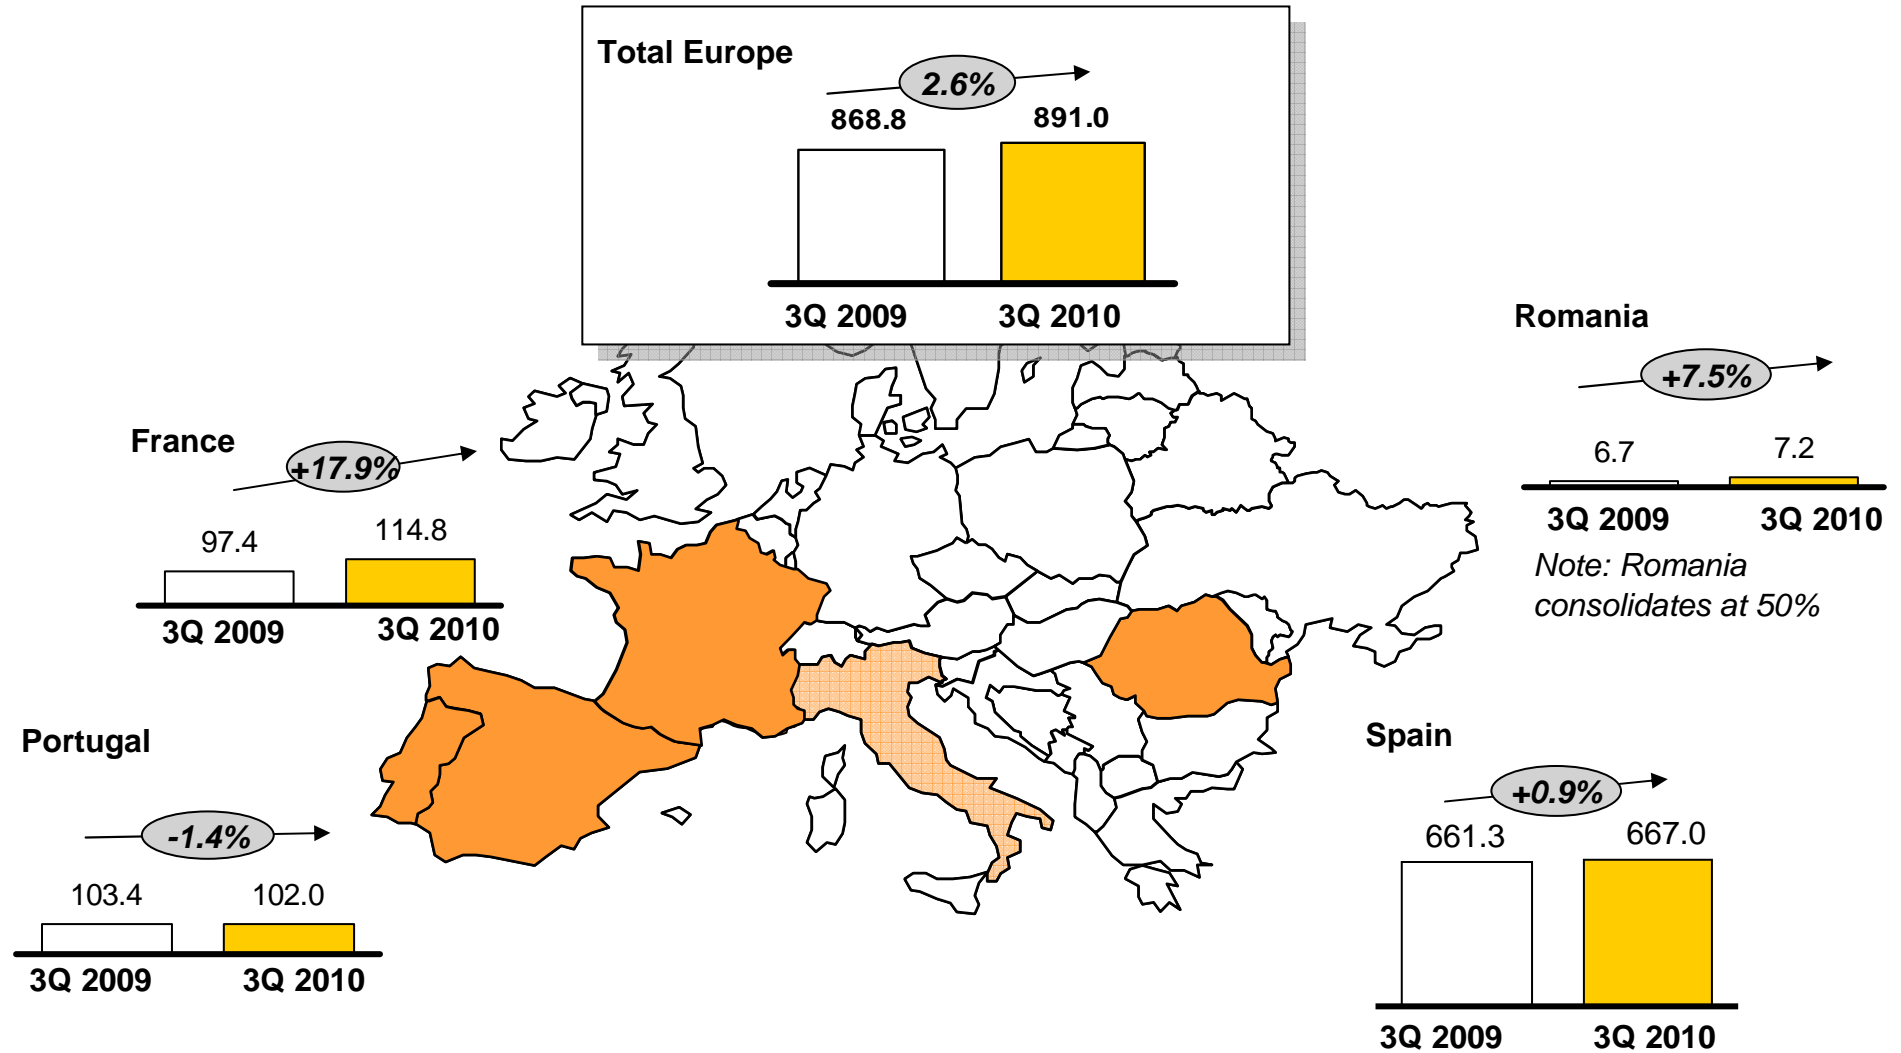 Total Europe
2.6%
868.8 891.0
3Q 2009 3Q 2010
Romania
+7.5%
6.7 7.2
3Q 2009 3Q 2010
Note: Romania
consolidates at 50%
France
+17.9%
97.4 114.8
3Q 2009 3Q 2010
Portugal
-1.4%
103.4 102.0
3Q 2009 3Q 2010
Spain
+0.9%
661.3 667.0
3Q 2009 3Q 2010